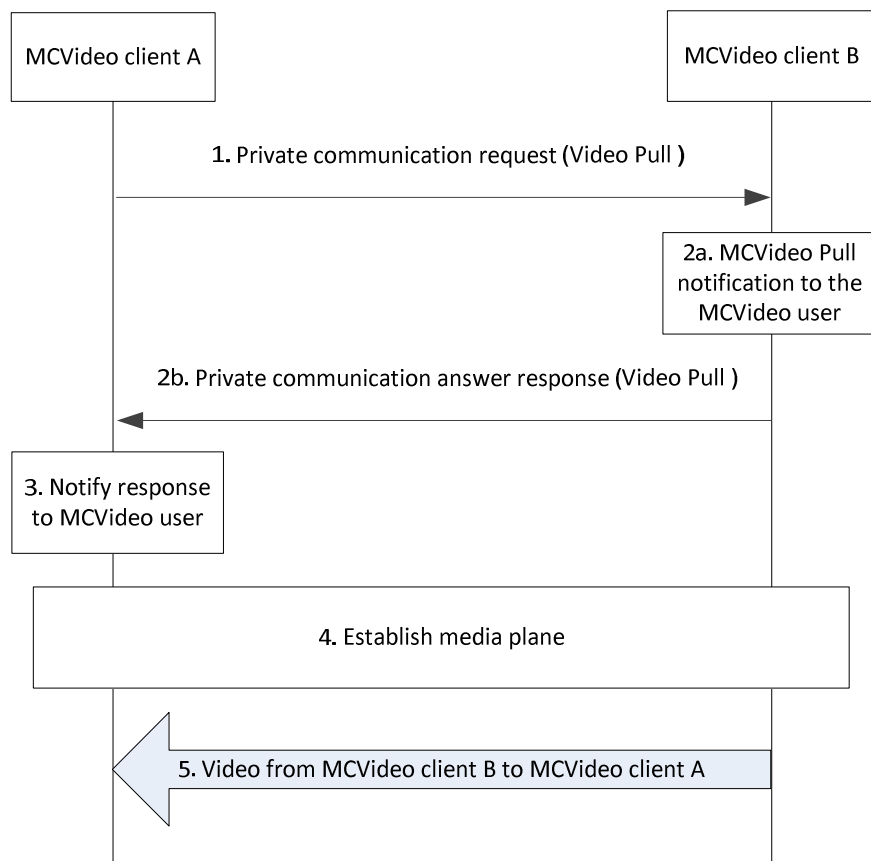 MCVideo client A
MCVideo client B
1. Private communication request (Video Pull )
2a. MCVideo Pull
notification to the
MCVideo user
2b. Private communication answer response (Video Pull )
3. Notify response
to MCVideo user
4. Establish media plane
5. Video from MCVideo client B to MCVideo client A